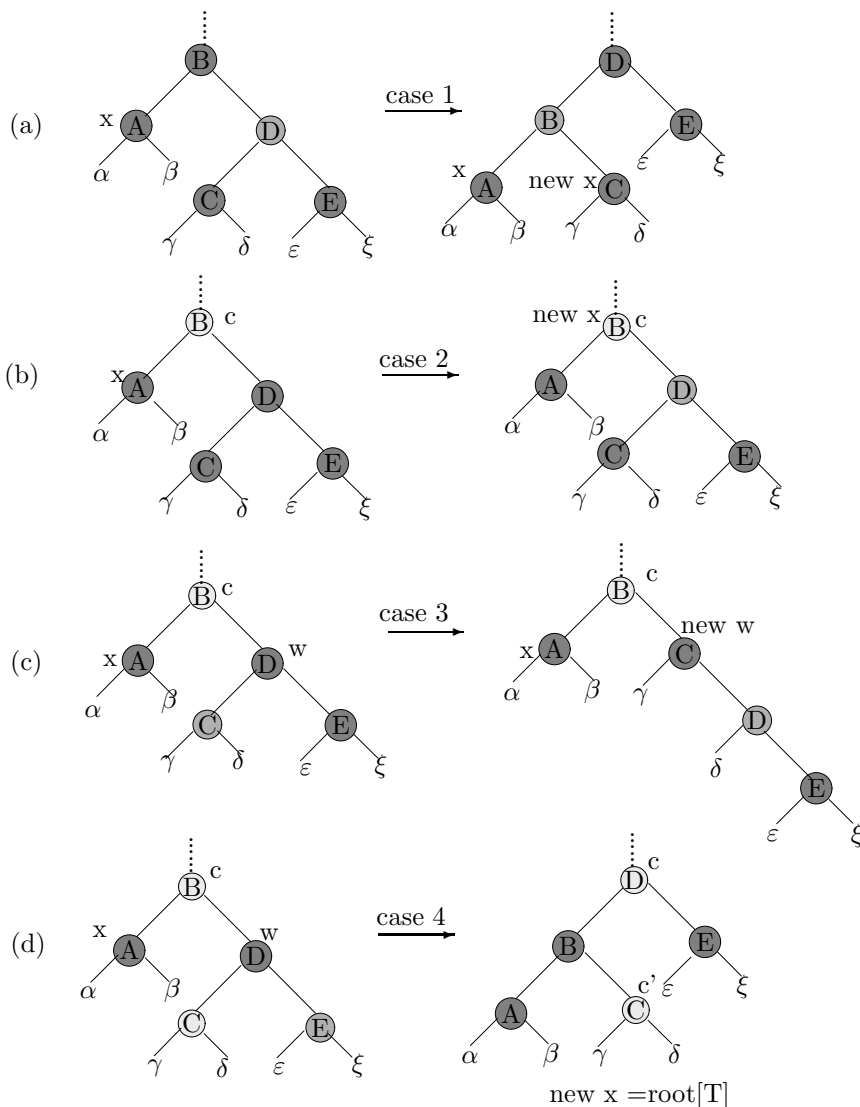 B
D
case 1
(a)
x
A
D
B
E
α
β
ε
ξ
x
A
new x
C
C
E
α
β
γ
δ
γ
δ
ε
ξ
B
c
new x
B
c
case 2
(b)
x
A
D
A
D
α
β
α
β
C
E
C
E
γ
δ
ε
ξ
γ
δ
ε
ξ
B
c
B
c
case 3
new w
(c)
x
A
D
w
x
A
C
α
β
α
β
γ
C
E
D
γ
δ
ε
ξ
δ
E
ε
ξ
B
c
D
c
case 4
(d)
x
A
D
w
B
E
α
β
c'
ε
ξ
C
E
A
C
γ
δ
ε
ξ
α
β
γ
δ
new x =root[T]